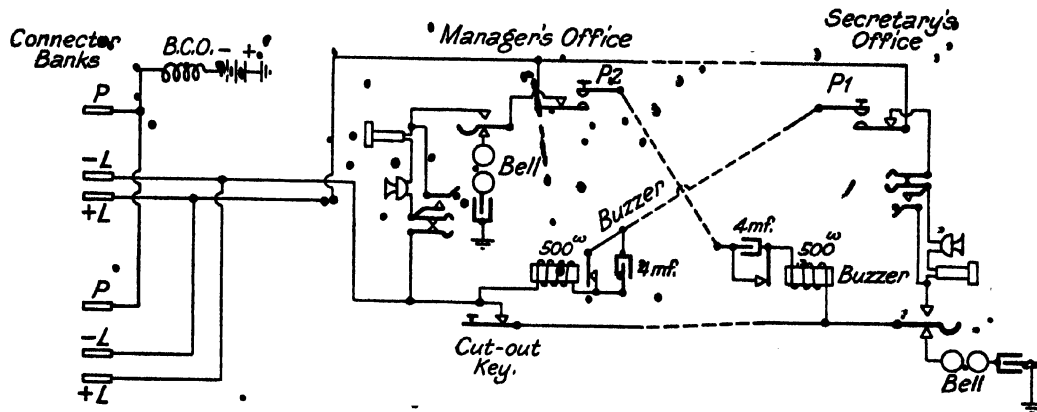 Connector
Banks
B.C.O. - +
Manager's Office
Secretary's
Office
P
-L
+L
P
-L
+L
P2
P1
Bell
Buzzer
500ω
4mf.
4mf.
500ω
Buzzer
Cut-out
Key.
Bell